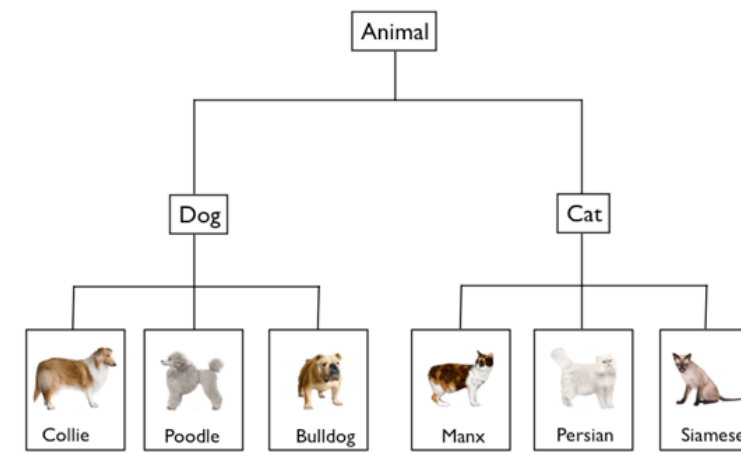 Animal
Dog
Cat
Collie
Poodle
Bulldog
Manx
Persian
Siamese